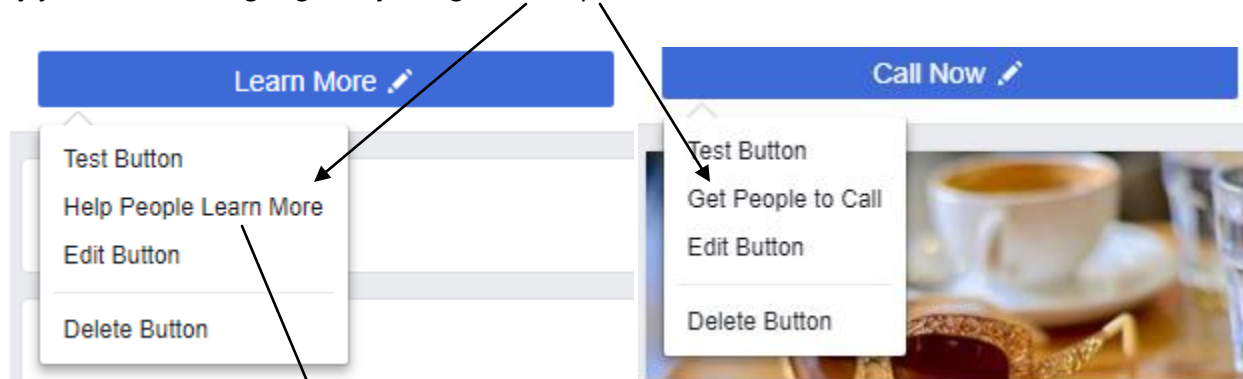 Learn More
Test Button
Help People Learn More
Edit Button
Delete Button
Call Now
Test Button
Get People to Call
Edit Button
Delete Button